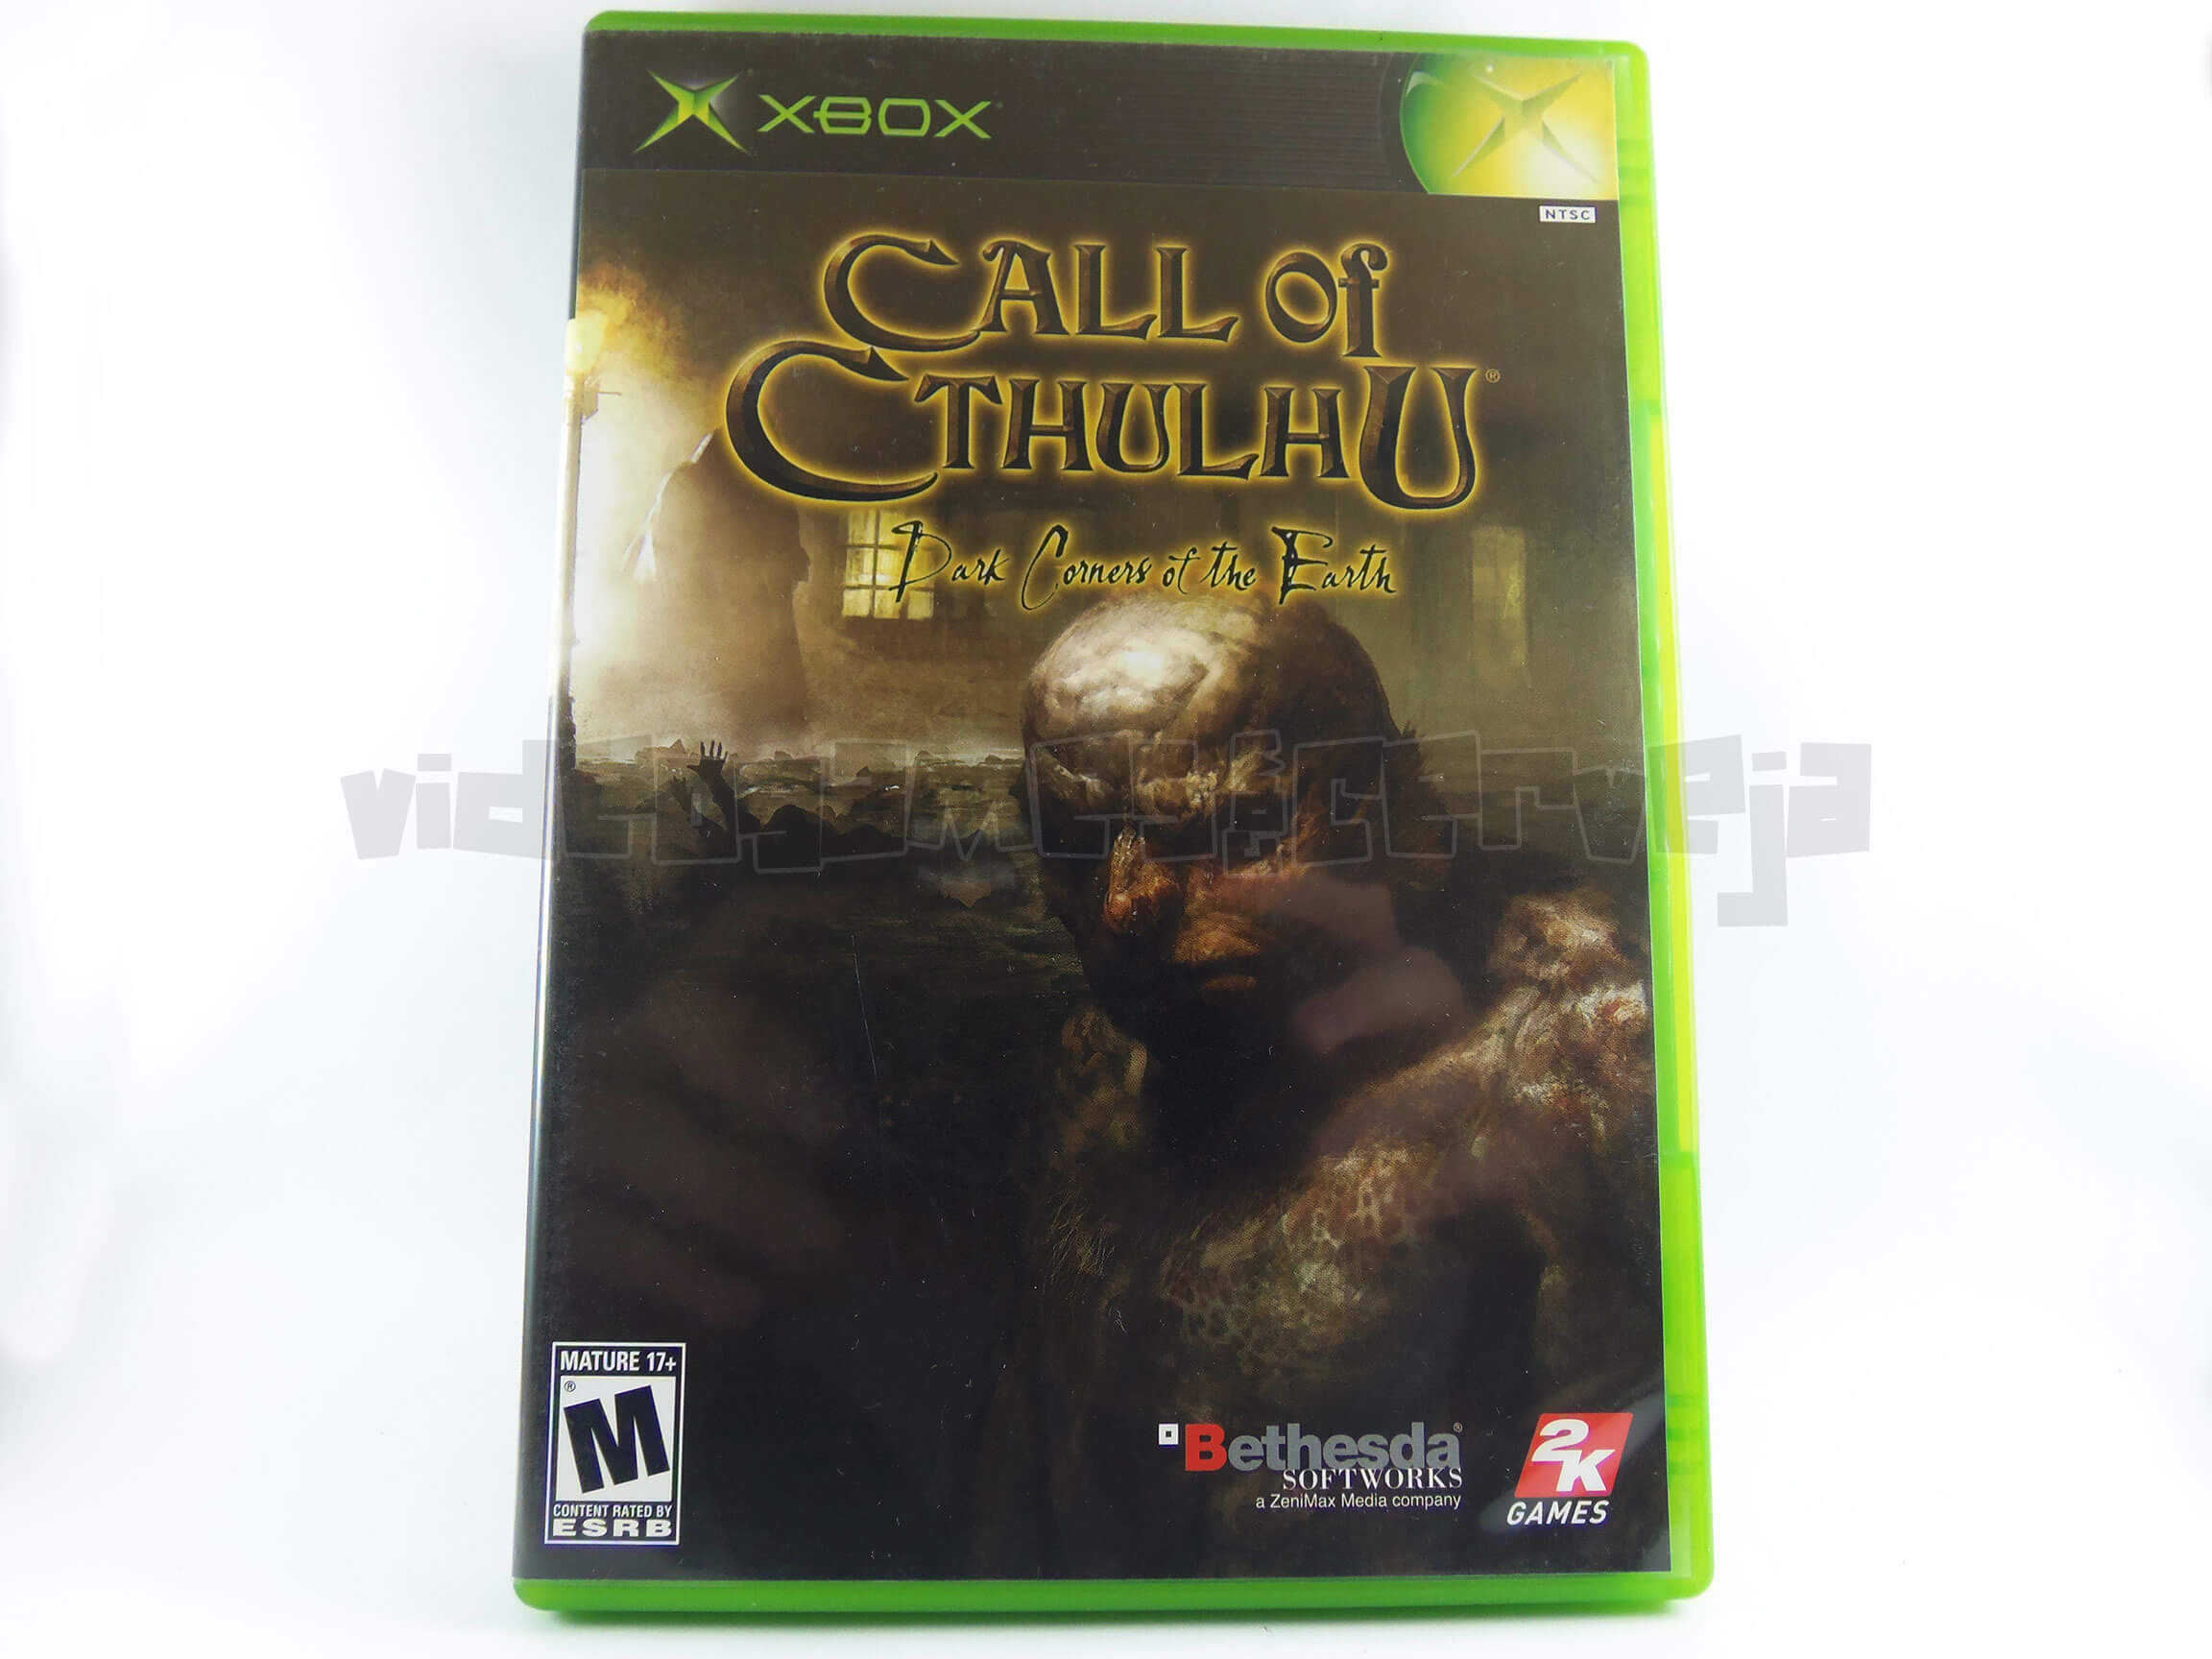 XBOX
NTSC
CALL Of
CTHULHU®
Dark Corners of the Earth
videogamesécerveja
MATURE 17+
®
M
CONTENT RATED BY
ESRB
Bethesda®
SOFTWORKS
a ZeniMax Media company
2K
GAMES